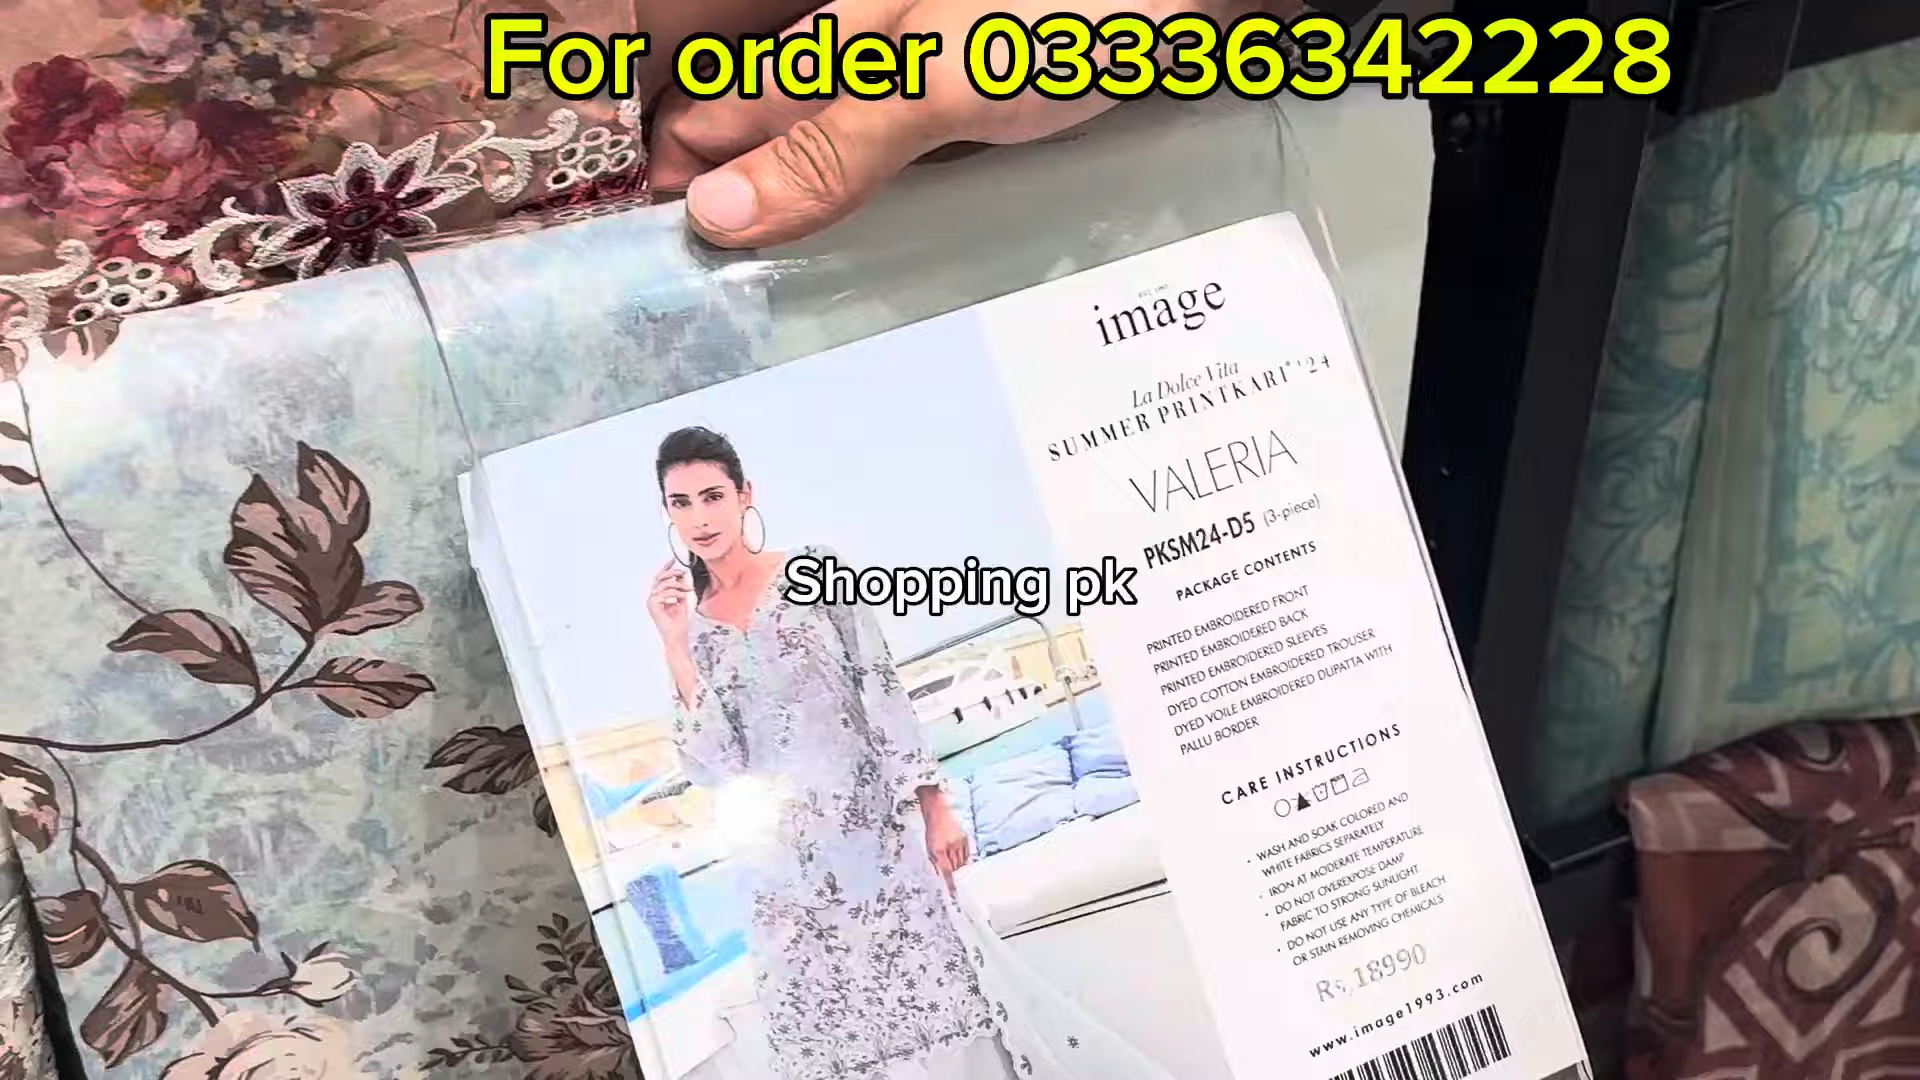 For order 03336342228
image
La Dolce Vita
SUMMER PRINTKARI '24
VALERIA
PKSM24-D5 (3-piece)
Shopping pk
PACKAGE CONTENTS
PRINTED EMBROIDERED FRONT
PRINTED EMBROIDERED BACK
PRINTED EMBROIDERED SLEEVES
DYED COTTON EMBROIDERED TROUSER
DYED VOILE EMBROIDERED DUPATTA WITH
PALLU BORDER
CARE INSTRUCTIONS
• WASH AND SOAK COLORED AND
WHITE FABRICS SEPARATELY
• IRON AT MODERATE TEMPERATURE
• DO NOT OVEREXPOSE DAMP
FABRIC TO STRONG SUNLIGHT
• DO NOT USE ANY TYPE OF BLEACH
OR STAIN REMOVING CHEMICALS
Rs.18990
www.image1993.com